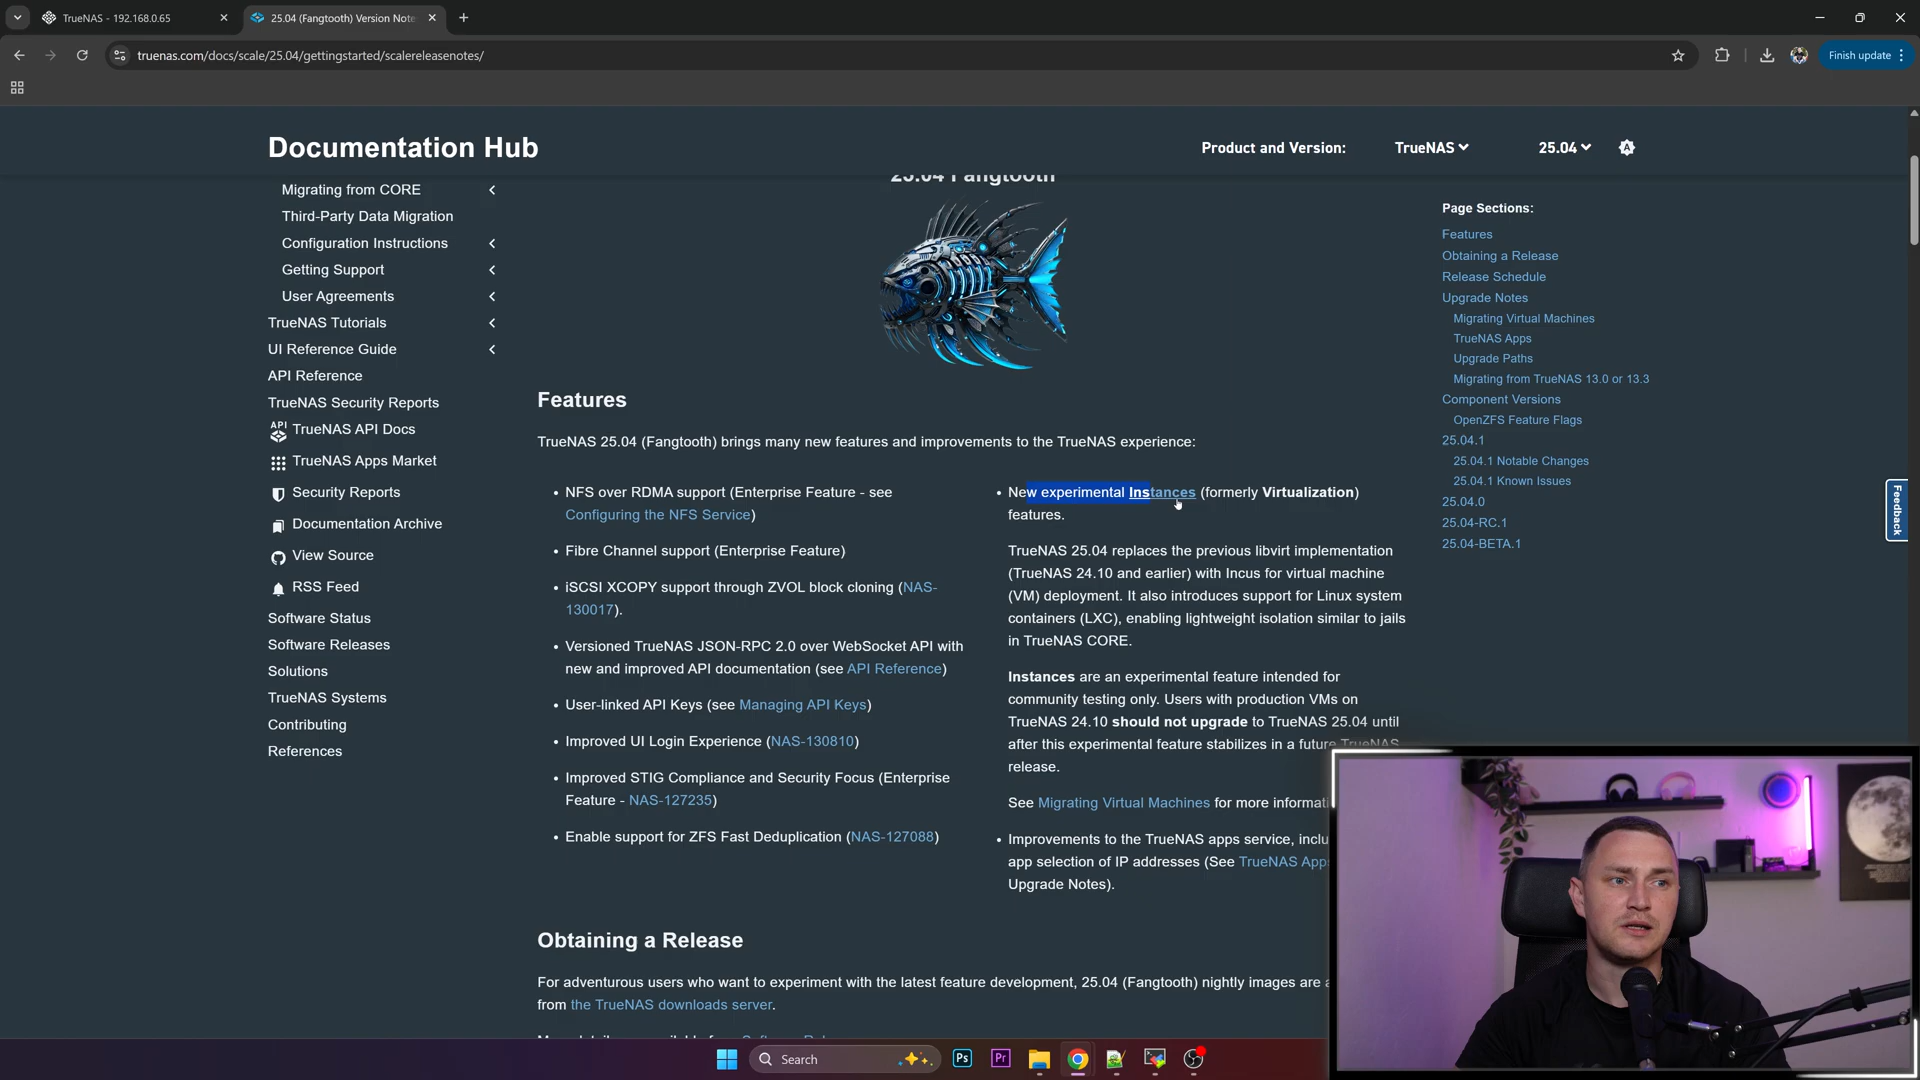 TrueNAS - 192.168.0.65
25.04 (Fangtooth) Version Note
truenas.com/docs/scale/25.04/gettingstarted/scalereleasenotes/
Finish update
Documentation Hub
Product and Version:
TrueNAS
25.04
Migrating from CORE
Third-Party Data Migration
Configuration Instructions
Getting Support
User Agreements
TrueNAS Tutorials
UI Reference Guide
API Reference
TrueNAS Security Reports
API
TrueNAS API Docs
TrueNAS Apps Market
Security Reports
Documentation Archive
View Source
RSS Feed
Software Status
Software Releases
Solutions
TrueNAS Systems
Contributing
References
25.04 Fangtooth
Features
TrueNAS 25.04 (Fangtooth) brings many new features and improvements to the TrueNAS experience:
• NFS over RDMA support (Enterprise Feature - see
Configuring the NFS Service)
• Fibre Channel support (Enterprise Feature)
• iSCSI XCOPY support through ZVOL block cloning (NAS-
130017).
• Versioned TrueNAS JSON-RPC 2.0 over WebSocket API with
new and improved API documentation (see API Reference)
• User-linked API Keys (see Managing API Keys)
• Improved UI Login Experience (NAS-130810)
• Improved STIG Compliance and Security Focus (Enterprise
Feature - NAS-127235)
• Enable support for ZFS Fast Deduplication (NAS-127088)
• New experimental Instances (formerly Virtualization)
features.
TrueNAS 25.04 replaces the previous libvirt implementation
(TrueNAS 24.10 and earlier) with Incus for virtual machine
(VM) deployment. It also introduces support for Linux system
containers (LXC), enabling lightweight isolation similar to jails
in TrueNAS CORE.
Instances are an experimental feature intended for
community testing only. Users with production VMs on
TrueNAS 24.10 should not upgrade to TrueNAS 25.04 until
after this experimental feature stabilizes in a future TrueNAS
release.
See Migrating Virtual Machines for more informati
• Improvements to the TrueNAS apps service, inclu
app selection of IP addresses (See TrueNAS App
Upgrade Notes).
Obtaining a Release
For adventurous users who want to experiment with the latest feature development, 25.04 (Fangtooth) nightly images are a
from the TrueNAS downloads server.
Page Sections:
Features
Obtaining a Release
Release Schedule
Upgrade Notes
Migrating Virtual Machines
TrueNAS Apps
Upgrade Paths
Migrating from TrueNAS 13.0 or 13.3
Component Versions
OpenZFS Feature Flags
25.04.1
25.04.1 Notable Changes
25.04.1 Known Issues
25.04.0
25.04-RC.1
25.04-BETA.1
Feedback
Search
Ps
Pr